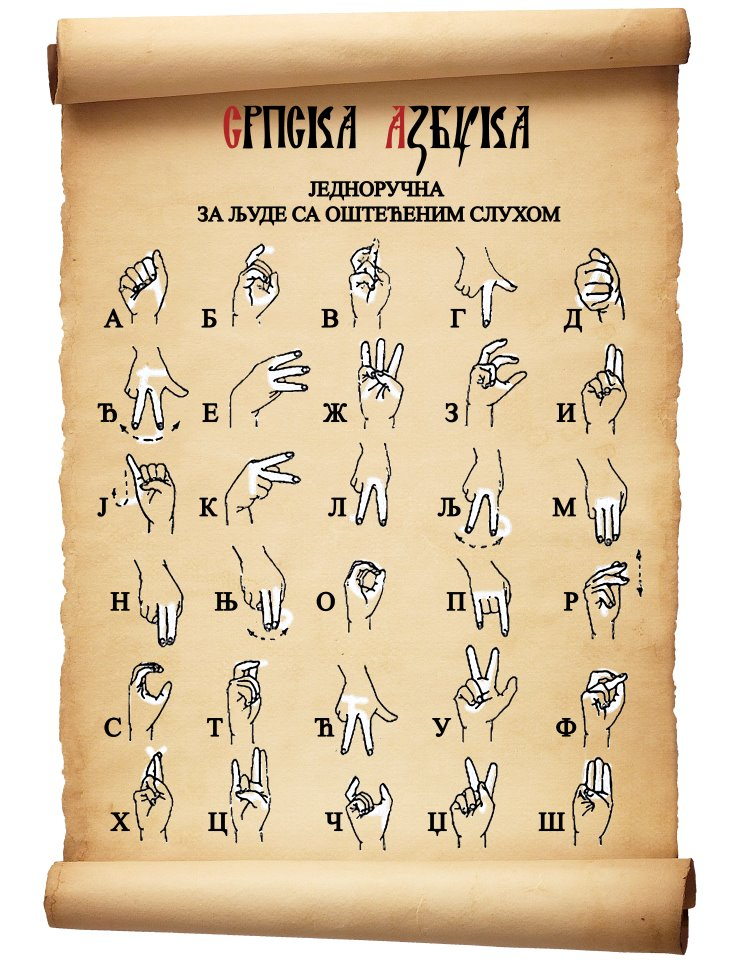 СРПСКА АЗБУКА
ЈЕДНОРУЧНА
ЗА ЉУДЕ СА ОШТЕЋЕНИМ СЛУХОМ
А Б В Г Д
Ђ Е Ж З И
Ј К Л Љ М
Н Њ О П Р
С Т Ћ У Ф
Х Ц Ч Џ Ш